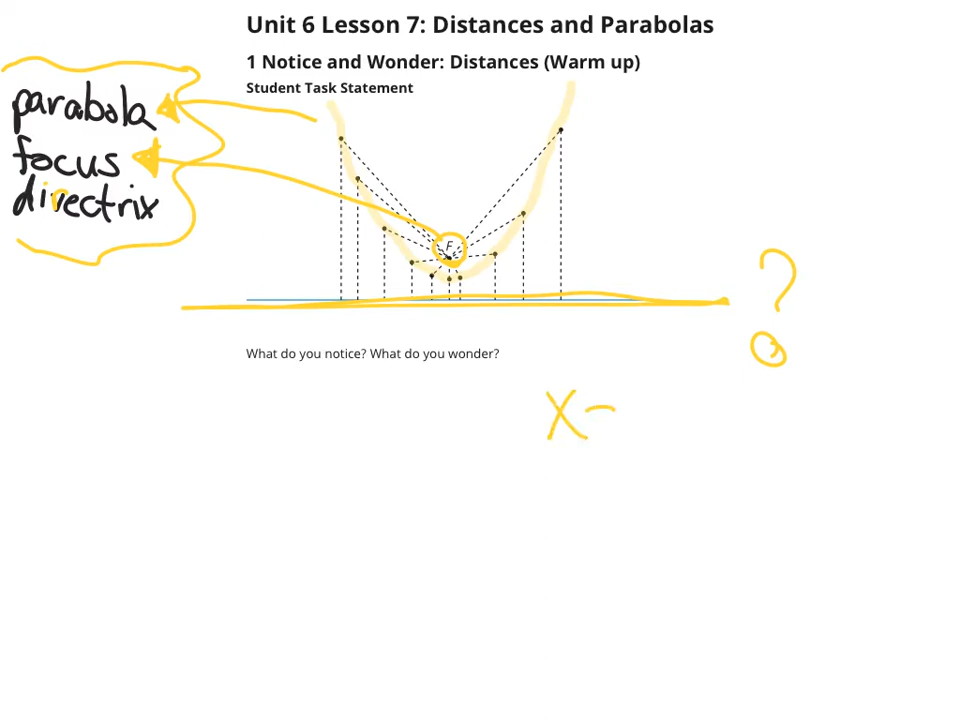 Unit 6 Lesson 7: Distances and Parabolas
1 Notice and Wonder: Distances (Warm up)
Student Task Statement
parabola
focus
directrix
F
?
What do you notice? What do you wonder?
X-